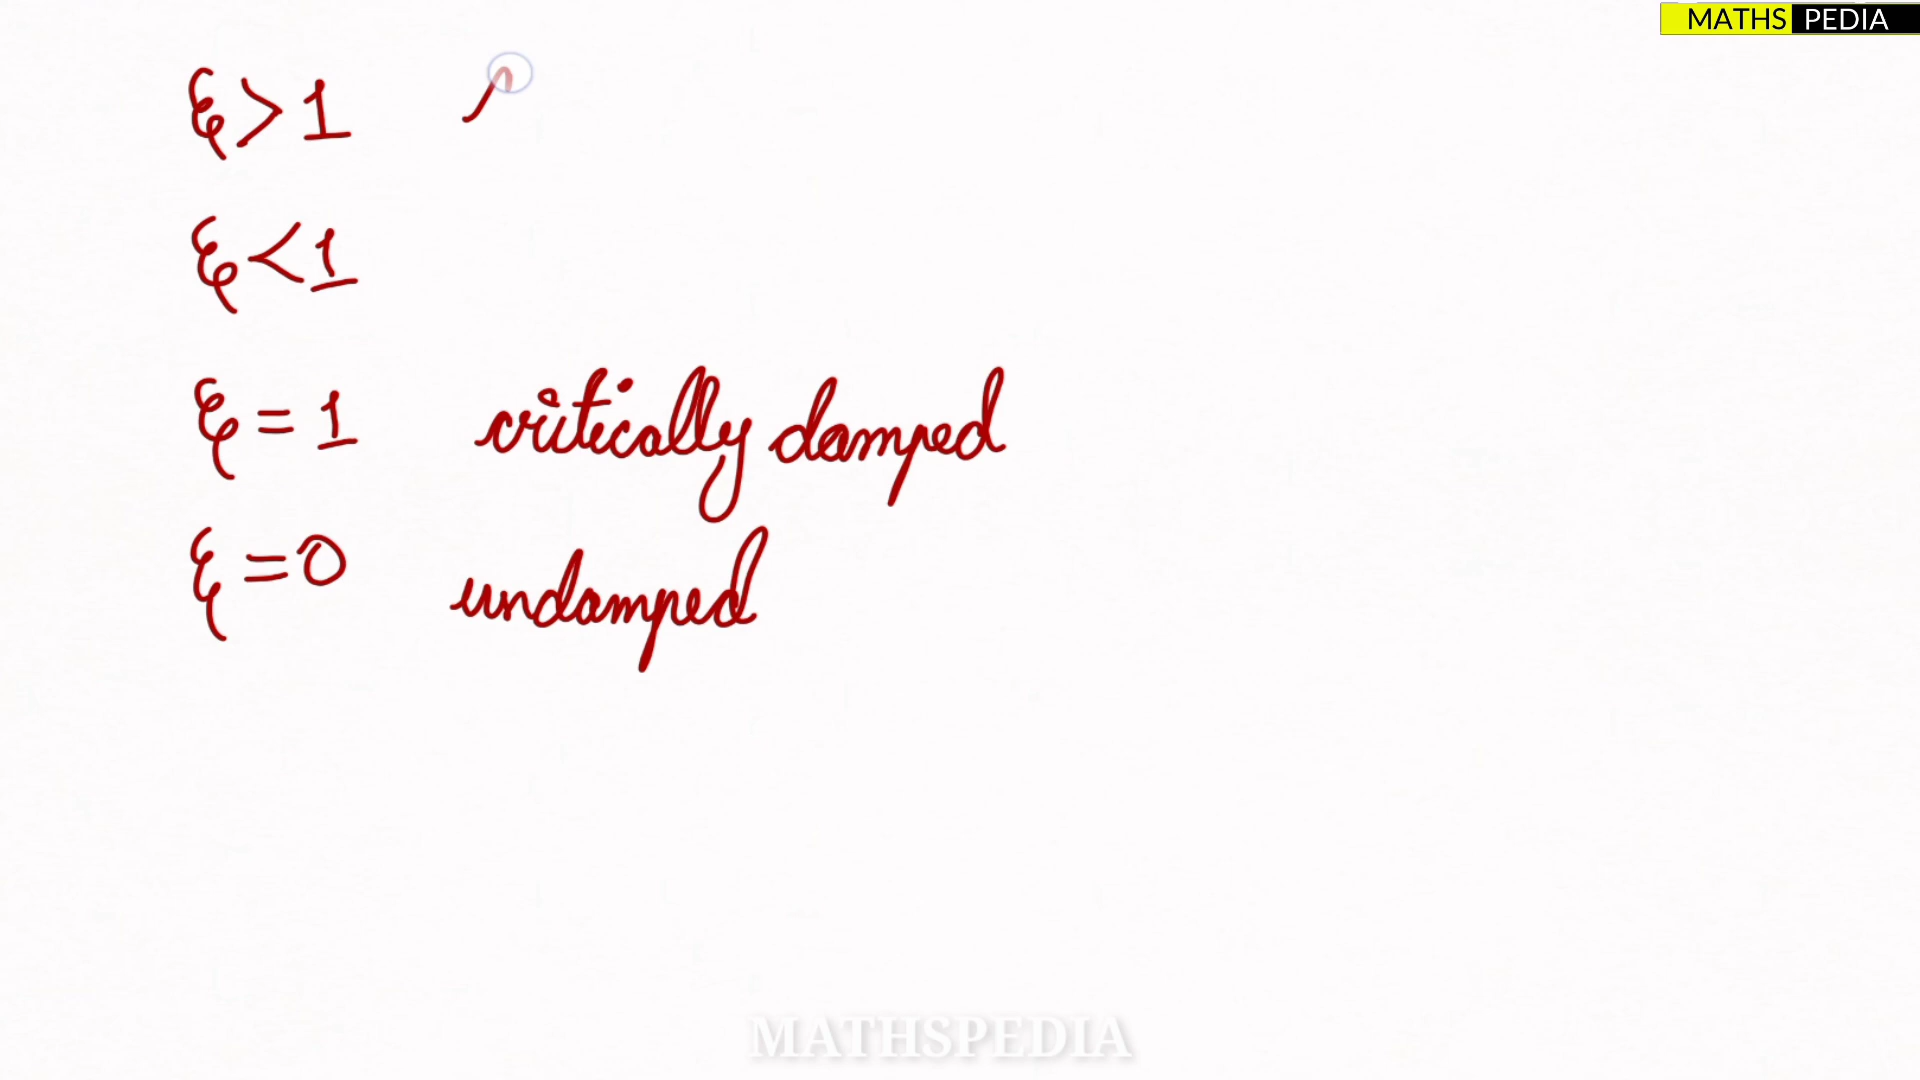 MATHS PEDIA
ξ > 1
ξ < 1
ξ = 1 critically damped
ξ = 0 undamped
MATHSPEDIA